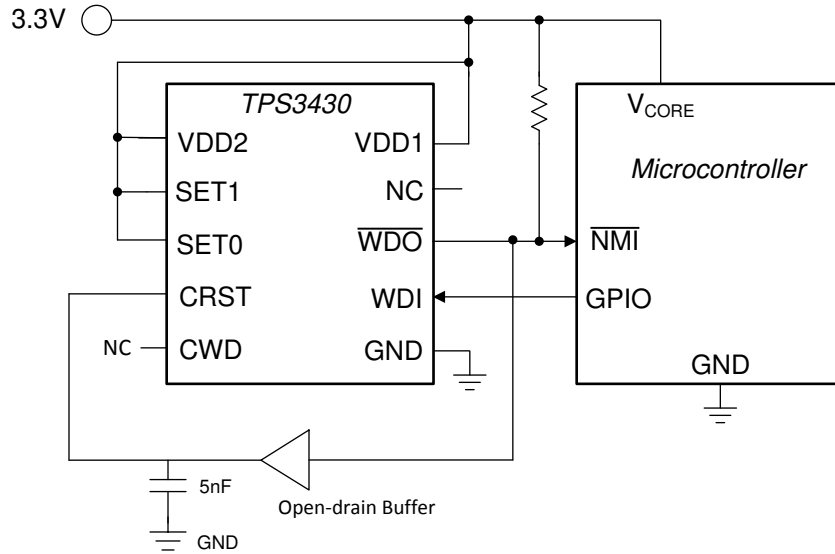 3.3V
TPS3430
VDD2
VDD1
SET1
NC
SET0
WDO
CRST
WDI
NC
CWD
GND
VCORE
Microcontroller
NMI
GPIO
GND
5nF
Open-drain Buffer
GND